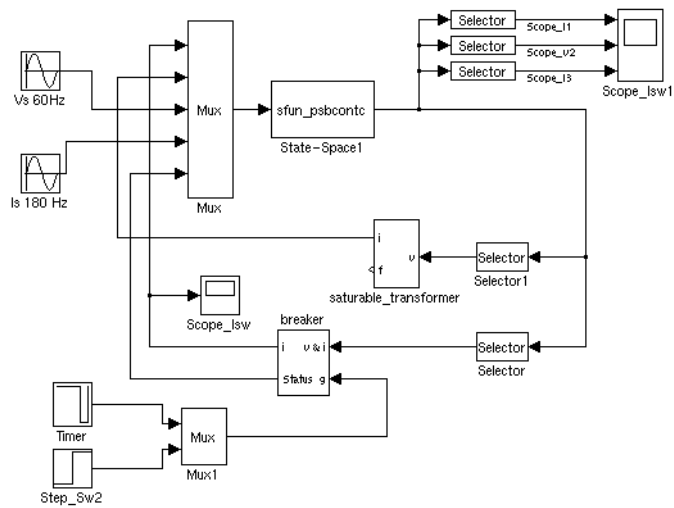 Selector
Scope_I1
Selector
Scope_v2
Selector
Scope_I3
Scope_Isw1
Vs 60Hz
Mux
sfun_psbcontc
State-Space1
Is 180 Hz
Mux
i
v
f
saturable_transformer
Selector
Selector1
Scope_Isw
breaker
i
v & i
Status
g
Selector
Selector
Timer
Mux
Mux1
Step_Sw2